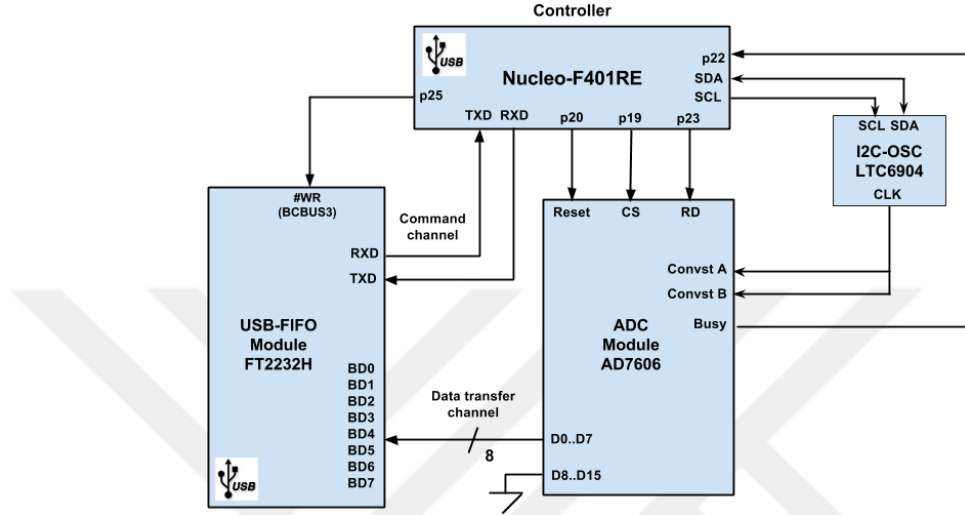 Controller
USB
Nucleo-F401RE
p22
SDA
SCL
p25
TXD RXD p20 p19 p23
SCL SDA
I2C-OSC
LTC6904
CLK
#WR
(BCBUS3)
Command
channel
RXD
TXD
Reset CS RD
Convst A
Convst B
Busy
USB-FIFO
Module
FT2232H
ADC
Module
AD7606
BD0
BD1
BD2
BD3
BD4
BD5
BD6
BD7
Data transfer
channel
8
D0..D7
D8..D15
USB